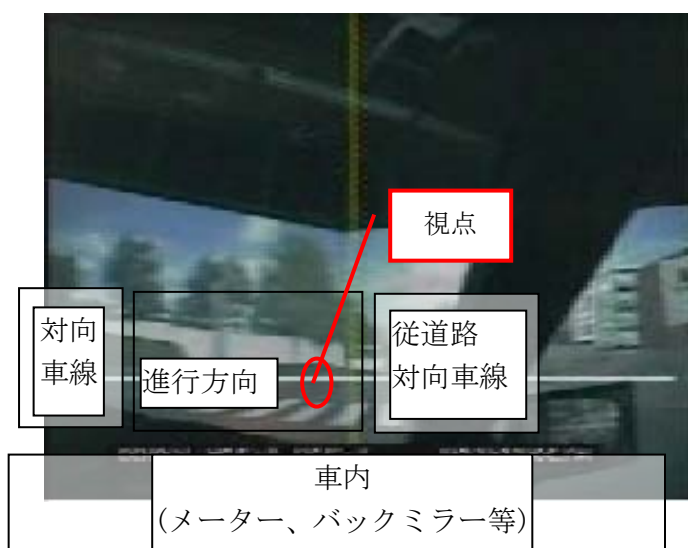 視点
対向
車線
進行方向
従道路
対向車線
車内
(メーター、バックミラー等)